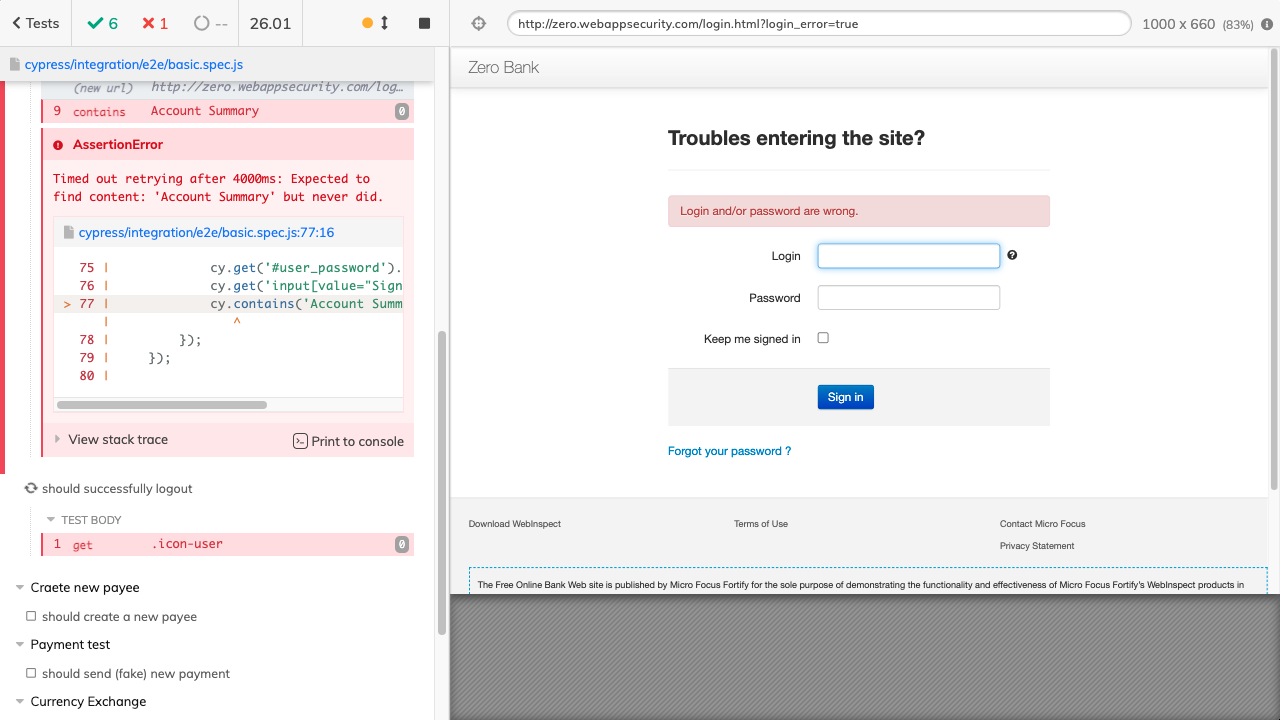 Tests
6
1
--
26.01
http://zero.webappsecurity.com/login.html?login_error=true
1000 x 660 (83%)
cypress/integration/e2e/basic.spec.js
(new url) http://zero.webappsecurity.com/log…
9 contains Account Summary 0
AssertionError
Timed out retrying after 4000ms: Expected to
find content: 'Account Summary' but never did.
cypress/integration/e2e/basic.spec.js:77:16
75 | cy.get('#user_password').
76 | cy.get('input[value="Sign
> 77 | cy.contains('Account Summ
| ^
78 | });
79 | });
80 |
View stack trace
Print to console
should successfully logout
TEST BODY
1 get .icon-user 0
Craete new payee
should create a new payee
Payment test
should send (fake) new payment
Currency Exchange
Zero Bank
Troubles entering the site?
Login and/or password are wrong.
Login
Password
Keep me signed in
Sign in
Forgot your password ?
Download WebInspect
Terms of Use
Contact Micro Focus
Privacy Statement
The Free Online Bank Web site is published by Micro Focus Fortify for the sole purpose of demonstrating the functionality and effectiveness of Micro Focus Fortify's WebInspect products in